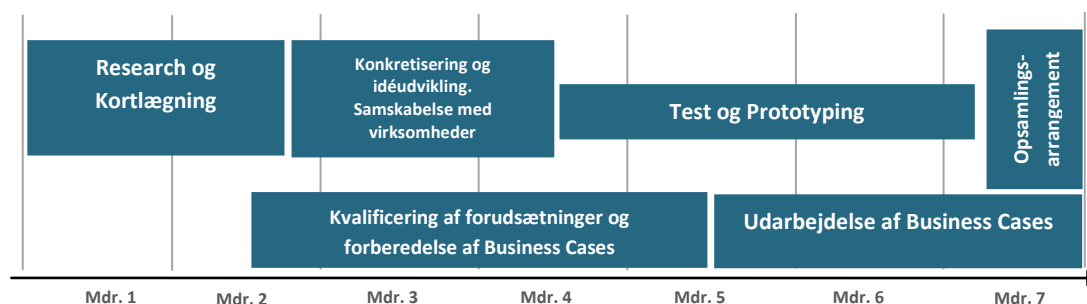 Research og
Kortlægning
Konkretisering og
idéudvikling.
Samskabelse med
virksomheder
Test og Prototyping
Opsamlings-
arrangement
Kvalificering af forudsætninger og
forberedelse af Business Cases
Udarbejdelse af Business Cases
Mdr. 1
Mdr. 2
Mdr. 3
Mdr. 4
Mdr. 5
Mdr. 6
Mdr. 7